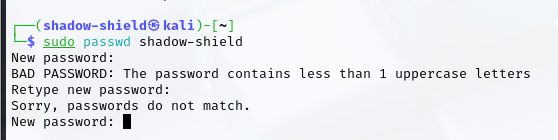 ┌──(shadow-shield㉿kali)-[~]
└─$ sudo passwd shadow-shield
New password:
BAD PASSWORD: The password contains less than 1 uppercase letters
Retype new password:
Sorry, passwords do not match.
New password: